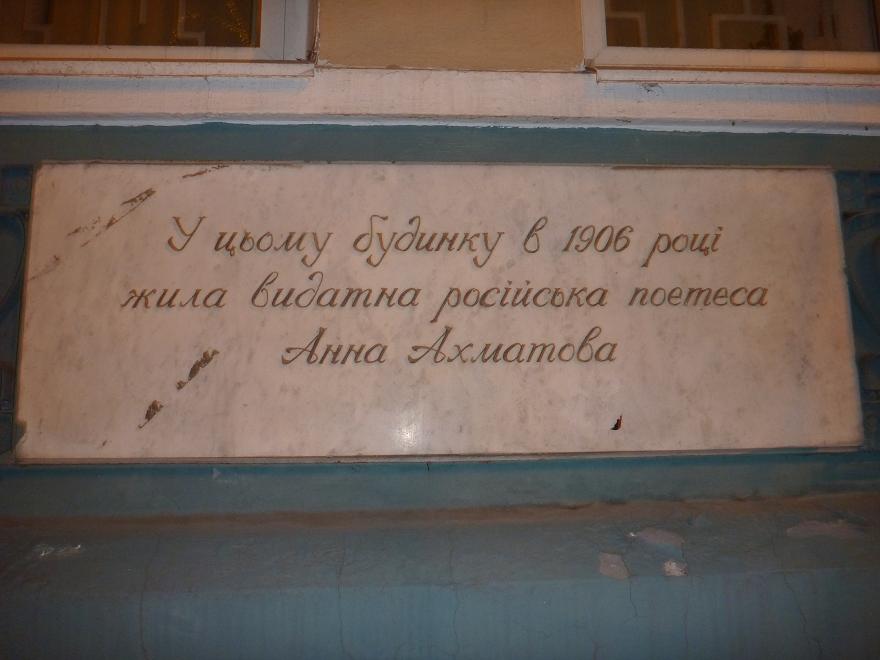 У цьому будинку в 1906 році
жила видатна російська поетеса
Анна Ахматова